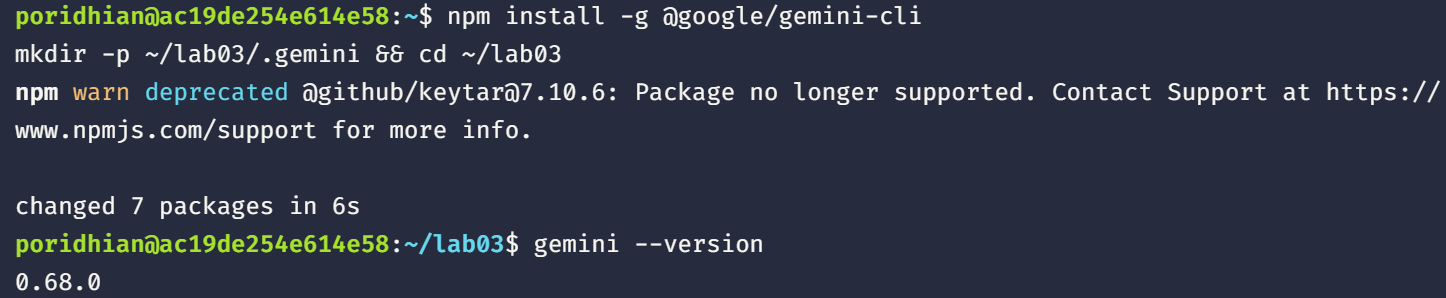 poridhian@ac19de254e614e58:~$ npm install -g @google/gemini-cli
mkdir -p ~/lab03/.gemini && cd ~/lab03
npm warn deprecated @github/keytar@7.10.6: Package no longer supported. Contact Support at https://
www.npmjs.com/support for more info.

changed 7 packages in 6s
poridhian@ac19de254e614e58:~/lab03$ gemini --version
0.68.0